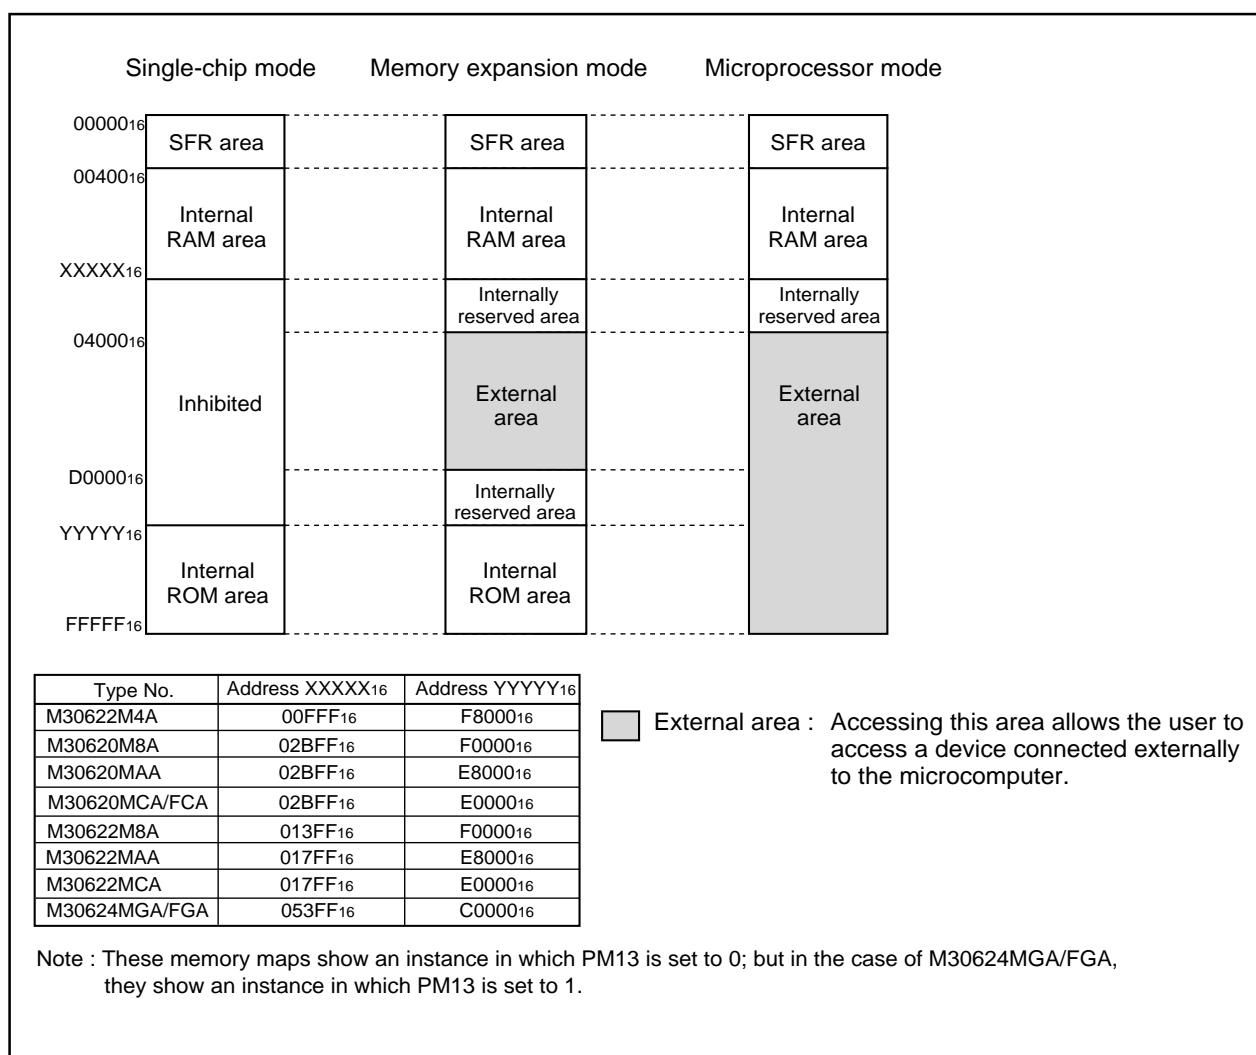 Single-chip mode Memory expansion mode Microprocessor mode
0000016
SFR area SFR area SFR area
0040016
Internal Internal Internal
RAM area RAM area RAM area
XXXXX16
Internally Internally
reserved area reserved area
0400016
Inhibited External External
area area
D000016
Internally
reserved area
YYYYY16
Internal Internal
ROM area ROM area
FFFFF16
Type No. Address XXXXX16 Address YYYYY16
M30622M4A 00FFF16 F800016
M30620M8A 02BFF16 F000016
M30620MAA 02BFF16 E800016
M30620MCA/FCA 02BFF16 E000016
M30622M8A 013FF16 F000016
M30622MAA 017FF16 E800016
M30622MCA 017FF16 E000016
M30624MGA/FGA 053FF16 C000016
External area : Accessing this area allows the user to
access a device connected externally
to the microcomputer.
Note : These memory maps show an instance in which PM13 is set to 0; but in the case of M30624MGA/FGA,
they show an instance in which PM13 is set to 1.